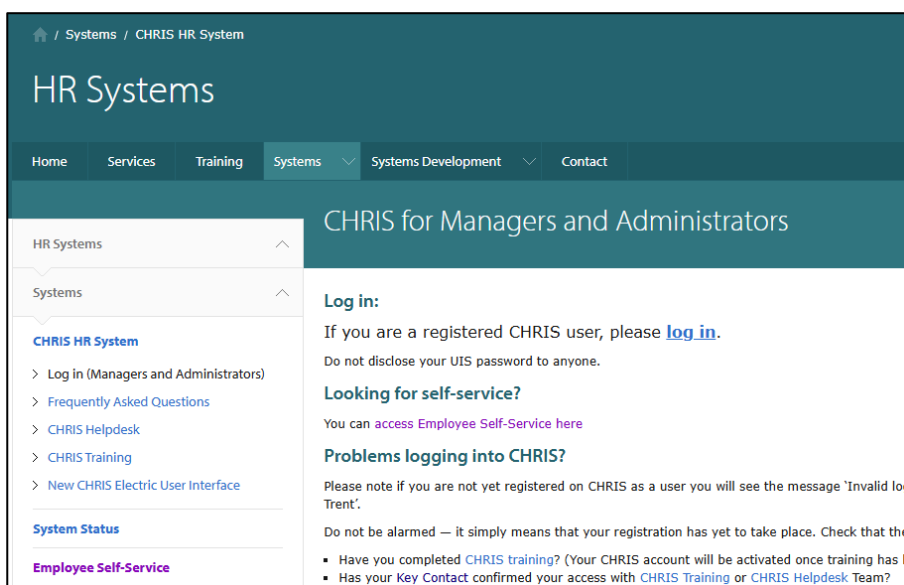 / Systems / CHRIS HR System
HR Systems
Home Services Training Systems Systems Development Contact
CHRIS for Managers and Administrators
HR Systems
Systems
CHRIS HR System
Log in (Managers and Administrators)
Frequently Asked Questions
CHRIS Helpdesk
CHRIS Training
New CHRIS Electric User Interface
System Status
Employee Self-Service
Log in:
If you are a registered CHRIS user, please log in.
Do not disclose your UIS password to anyone.
Looking for self-service?
You can access Employee Self-Service here
Problems logging into CHRIS?
Please note if you are not yet registered on CHRIS as a user you will see the message 'Invalid
Trent'.
Do not be alarmed — it simply means that your registration has yet to take place. Check that
Have you completed CHRIS training? (Your CHRIS account will be activated once training has
Has your Key Contact confirmed your access with CHRIS Training or CHRIS Helpdesk Team?